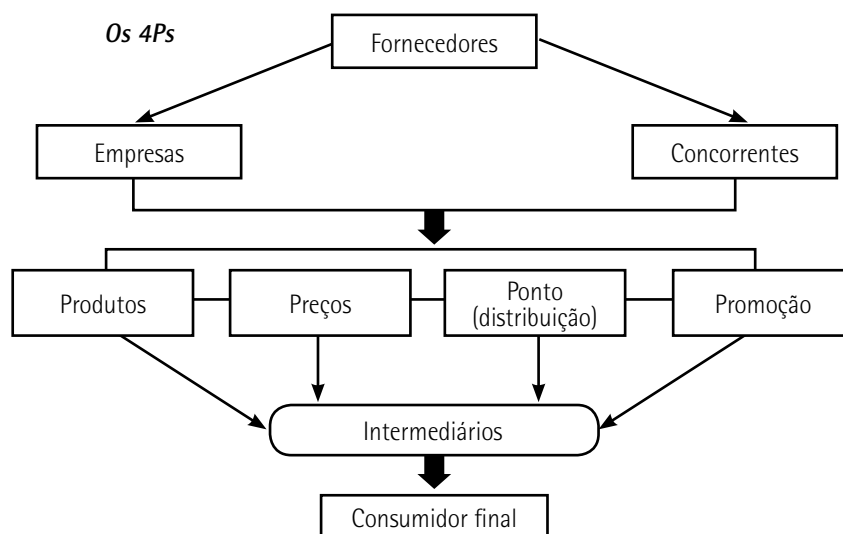 Os 4Ps
Fornecedores
Empresas
Concorrentes
Produtos
Preços
Ponto
(distribuição)
Promoção
Intermediários
Consumidor final